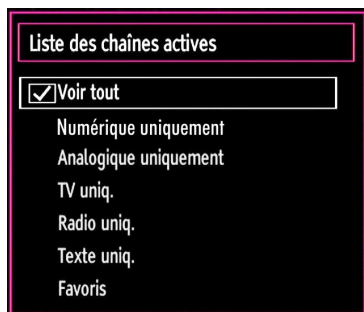 Liste des chaînes actives
Voir tout
Numérique uniquement
Analogique uniquement
TV uniq.
Radio uniq.
Texte uniq.
Favoris